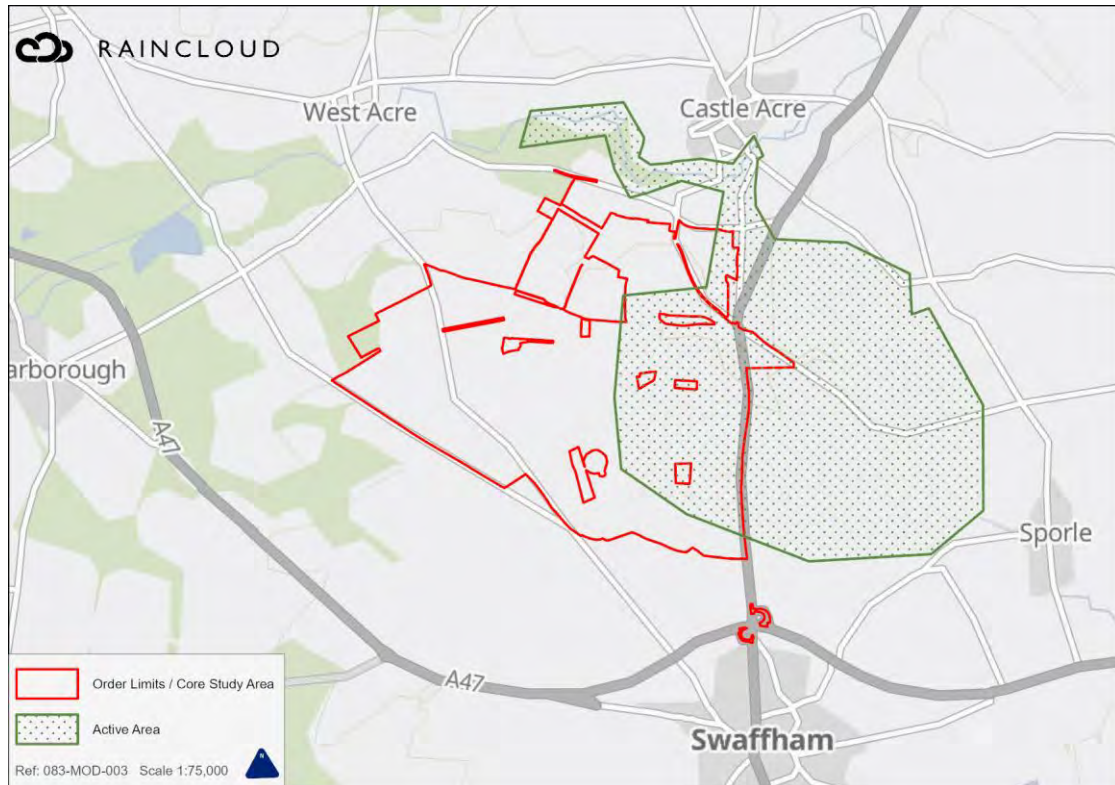 RAINCLOUD
West Acre
Castle Acre
arborough
A47
Sporle
A47
Swaffham
Order Limits / Core Study Area
Active Area
N
Ref: 083-MOD-003 Scale 1:75,000